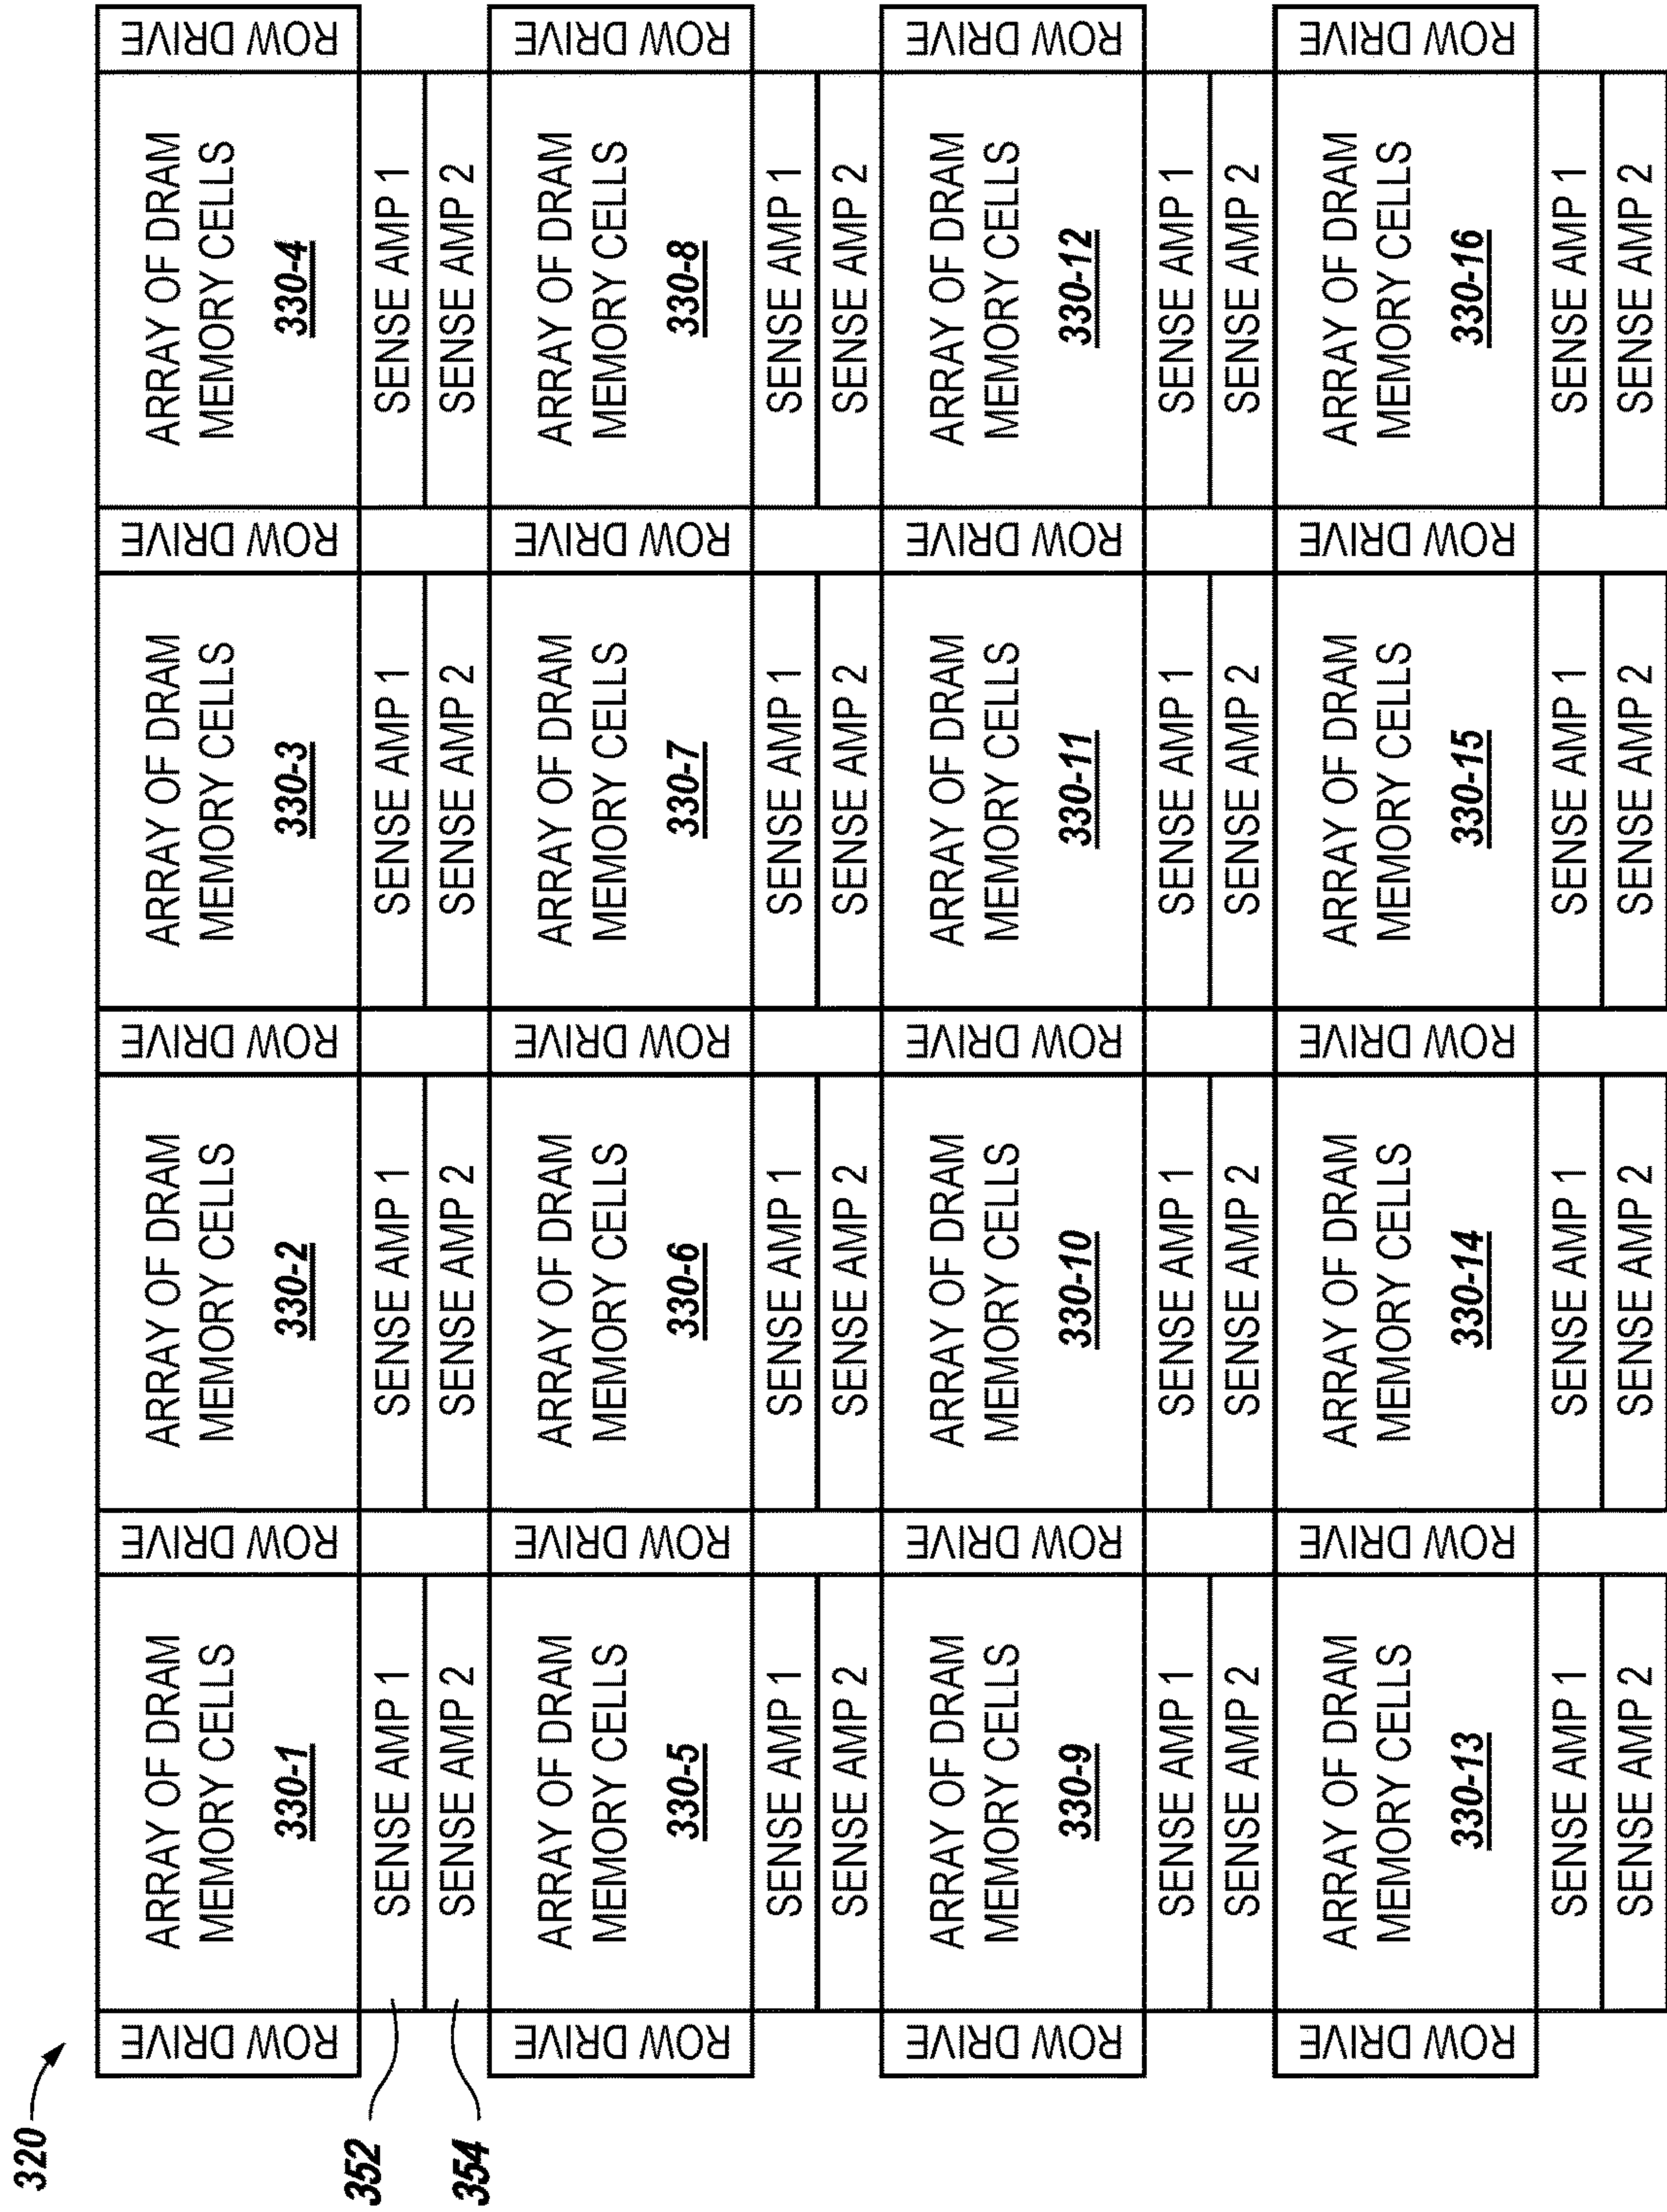 320
ROW DRIVE
ARRAY OF DRAM
MEMORY CELLS
330-1
ROW DRIVE
ARRAY OF DRAM
MEMORY CELLS
330-2
ROW DRIVE
ARRAY OF DRAM
MEMORY CELLS
330-3
ROW DRIVE
ARRAY OF DRAM
MEMORY CELLS
330-4
ROW DRIVE
352
SENSE AMP 1
SENSE AMP 1
SENSE AMP 1
SENSE AMP 1
354
SENSE AMP 2
SENSE AMP 2
SENSE AMP 2
SENSE AMP 2
ROW DRIVE
ARRAY OF DRAM
MEMORY CELLS
330-5
ROW DRIVE
ARRAY OF DRAM
MEMORY CELLS
330-6
ROW DRIVE
ARRAY OF DRAM
MEMORY CELLS
330-7
ROW DRIVE
ARRAY OF DRAM
MEMORY CELLS
330-8
ROW DRIVE
SENSE AMP 1
SENSE AMP 1
SENSE AMP 1
SENSE AMP 1
SENSE AMP 2
SENSE AMP 2
SENSE AMP 2
SENSE AMP 2
ROW DRIVE
ARRAY OF DRAM
MEMORY CELLS
330-9
ROW DRIVE
ARRAY OF DRAM
MEMORY CELLS
330-10
ROW DRIVE
ARRAY OF DRAM
MEMORY CELLS
330-11
ROW DRIVE
ARRAY OF DRAM
MEMORY CELLS
330-12
ROW DRIVE
SENSE AMP 1
SENSE AMP 1
SENSE AMP 1
SENSE AMP 1
SENSE AMP 2
SENSE AMP 2
SENSE AMP 2
SENSE AMP 2
ROW DRIVE
ARRAY OF DRAM
MEMORY CELLS
330-13
ROW DRIVE
ARRAY OF DRAM
MEMORY CELLS
330-14
ROW DRIVE
ARRAY OF DRAM
MEMORY CELLS
330-15
ROW DRIVE
ARRAY OF DRAM
MEMORY CELLS
330-16
ROW DRIVE
SENSE AMP 1
SENSE AMP 1
SENSE AMP 1
SENSE AMP 1
SENSE AMP 2
SENSE AMP 2
SENSE AMP 2
SENSE AMP 2